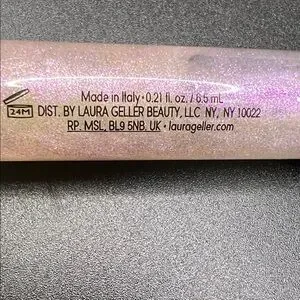 Made in Italy • 0.21 fl. oz. / 6.5 mL
24M DIST. BY LAURA GELLER BEAUTY, LLC NY, NY 10022
RP. MSL, BL9 5NB. UK • laurageller.com